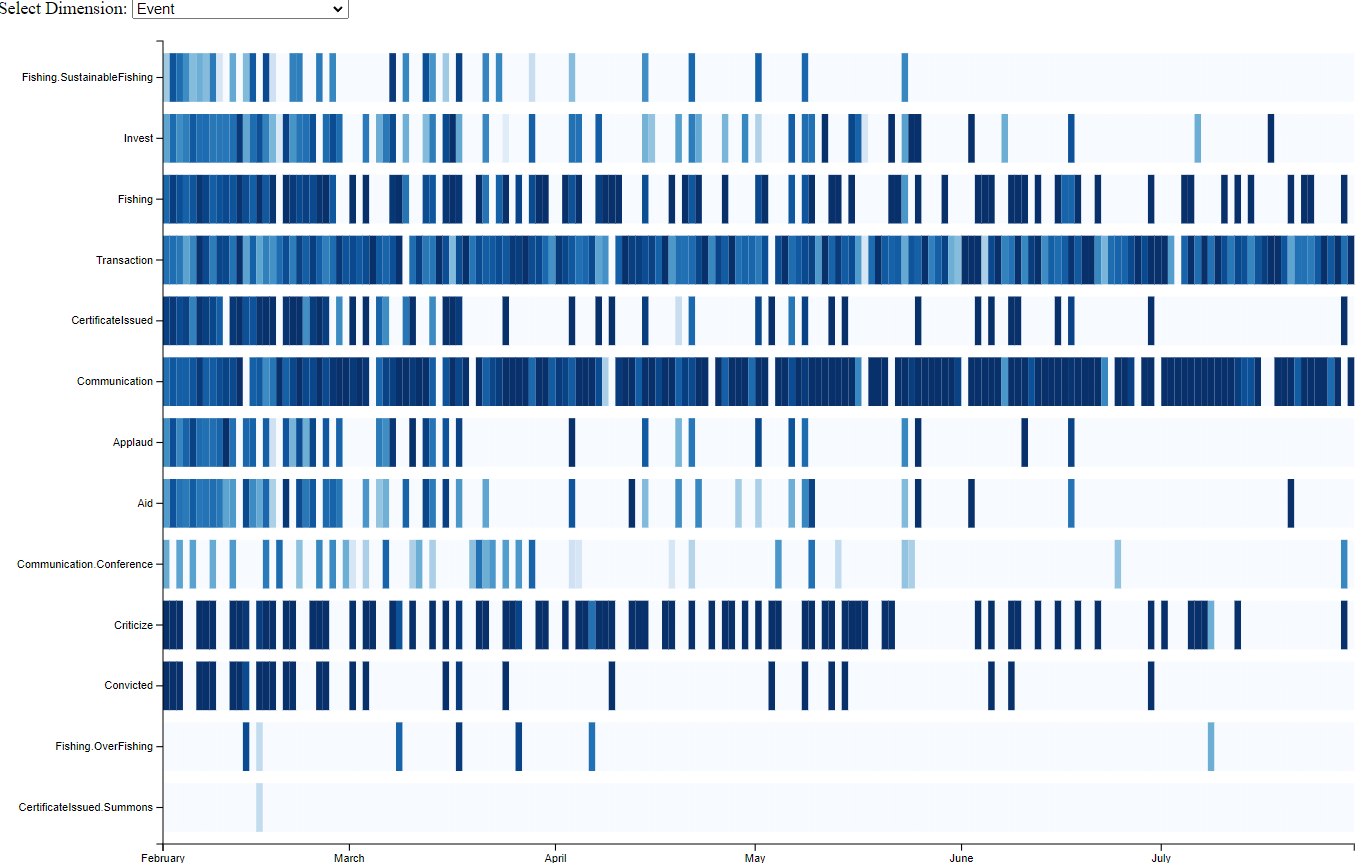 Select Dimension: Event
Fishing.SustainableFishing
Invest
Fishing
Transaction
CertificateIssued
Communication
Applaud
Aid
Communication.Conference
Criticize
Convicted
Fishing.OverFishing
CertificateIssued.Summons
February March April May June July